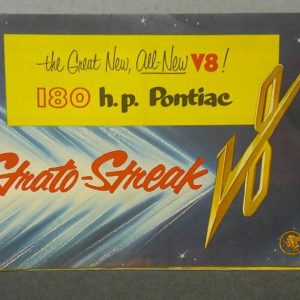 the Great New, All-New V8!
180 h.p. Pontiac
Strato-Streak V8